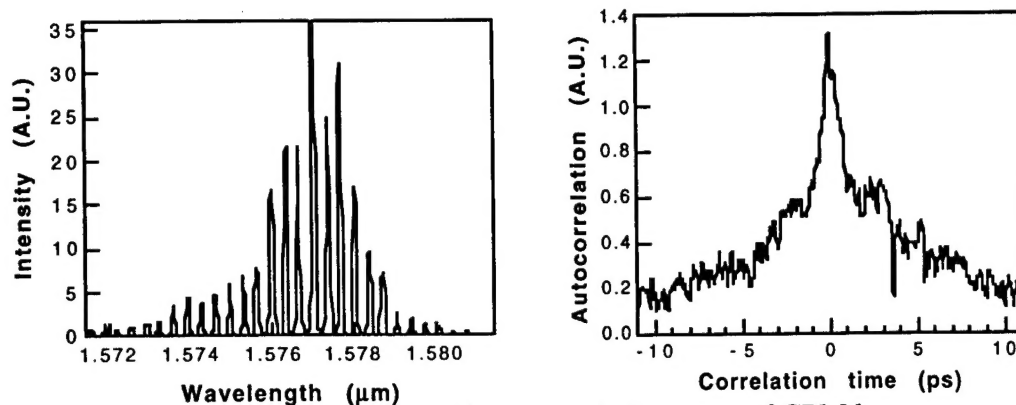 35
30
25
20
15
10
5
0
Intensity (A.U.)
1.572 1.574 1.576 1.578 1.580
Wavelength (μm)
1.4
1.2
1.0
0.8
0.6
0.4
0.2
0.0
Autocorrelation (A.U.)
-10 -5 0 5 10
Correlation time (ps)